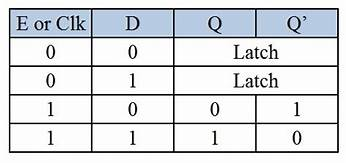 E or Clk D Q Q’
0 0 Latch
0 1 Latch
1 0 0 1
1 1 1 0